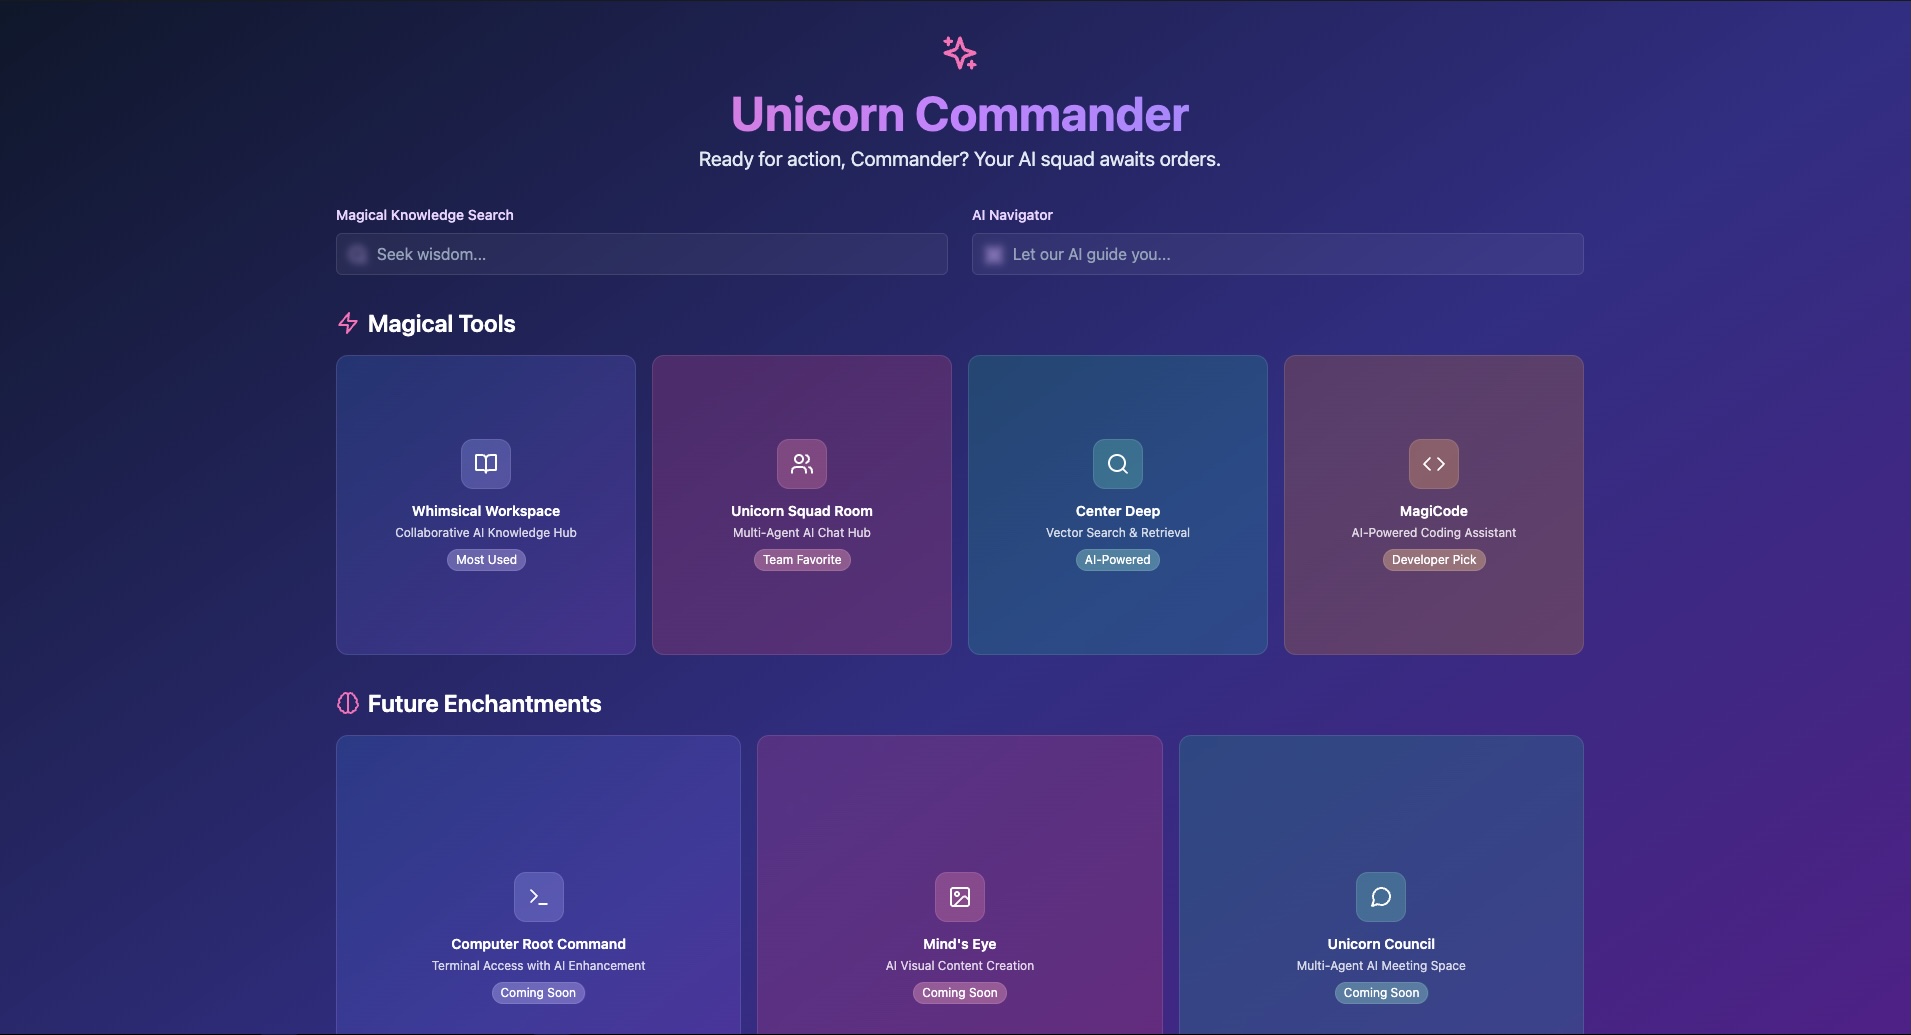 Unicorn Commander
Ready for action, Commander? Your AI squad awaits orders.
Magical Knowledge Search
Seek wisdom...
AI Navigator
Let our AI guide you...
Magical Tools
Whimsical Workspace
Collaborative AI Knowledge Hub
Most Used
Unicorn Squad Room
Multi-Agent AI Chat Hub
Team Favorite
Center Deep
Vector Search & Retrieval
AI-Powered
MagiCode
AI-Powered Coding Assistant
Developer Pick
Future Enchantments
Computer Root Command
Terminal Access with AI Enhancement
Coming Soon
Mind's Eye
AI Visual Content Creation
Coming Soon
Unicorn Council
Multi-Agent AI Meeting Space
Coming Soon